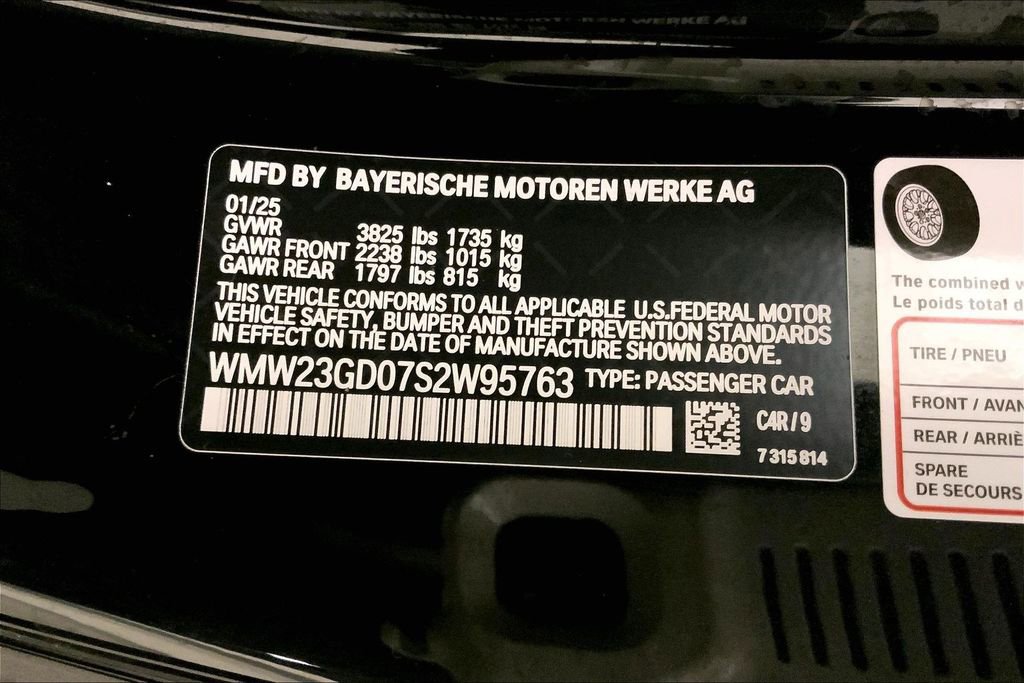 MFD BY BAYERISCHE MOTOREN WERKE AG
01/25
GVWR 3825 lbs 1735 kg
GAWR FRONT 2238 lbs 1015 kg
GAWR REAR 1797 lbs 815 kg
THIS VEHICLE CONFORMS TO ALL APPLICABLE U.S.FEDERAL MOTOR
VEHICLE SAFETY, BUMPER AND THEFT PREVENTION STANDARDS
IN EFFECT ON THE DATE OF MANUFACTURE SHOWN ABOVE.
WMW23GD07S2W95763 TYPE: PASSENGER CAR
C4R/9
7 315 814
The combined
Le poids total
TIRE / PNEU
FRONT /
REAR /
SPARE
DE SECOURS